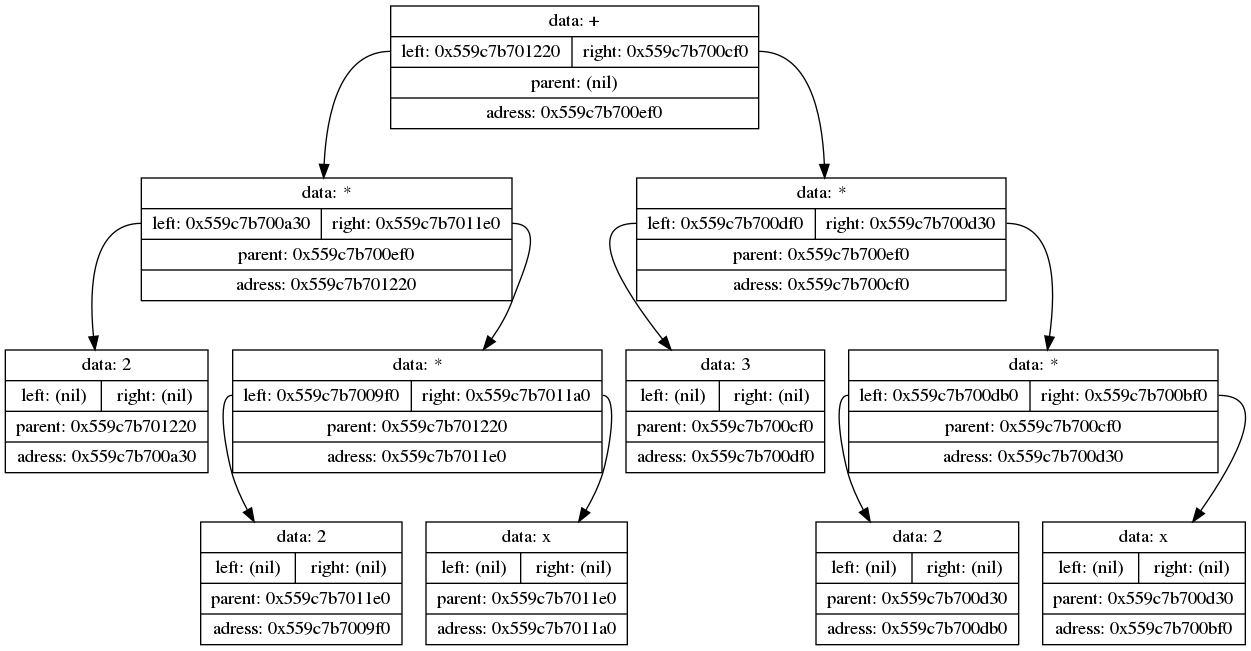 data: +
left: 0x559c7b701220 right: 0x559c7b700cf0
parent: (nil)
adress: 0x559c7b700ef0
data: *
left: 0x559c7b700a30 right: 0x559c7b7011e0
parent: 0x559c7b700ef0
adress: 0x559c7b701220
data: *
left: 0x559c7b700df0 right: 0x559c7b700d30
parent: 0x559c7b700ef0
adress: 0x559c7b700cf0
data: 2
left: (nil) right: (nil)
parent: 0x559c7b701220
adress: 0x559c7b700a30
data: *
left: 0x559c7b7009f0 right: 0x559c7b7011a0
parent: 0x559c7b701220
adress: 0x559c7b7011e0
data: 3
left: (nil) right: (nil)
parent: 0x559c7b700cf0
adress: 0x559c7b700df0
data: *
left: 0x559c7b700db0 right: 0x559c7b700bf0
parent: 0x559c7b700cf0
adress: 0x559c7b700d30
data: 2
left: (nil) right: (nil)
parent: 0x559c7b7011e0
adress: 0x559c7b7009f0
data: x
left: (nil) right: (nil)
parent: 0x559c7b7011e0
adress: 0x559c7b7011a0
data: 2
left: (nil) right: (nil)
parent: 0x559c7b700d30
adress: 0x559c7b700db0
data: x
left: (nil) right: (nil)
parent: 0x559c7b700d30
adress: 0x559c7b700bf0